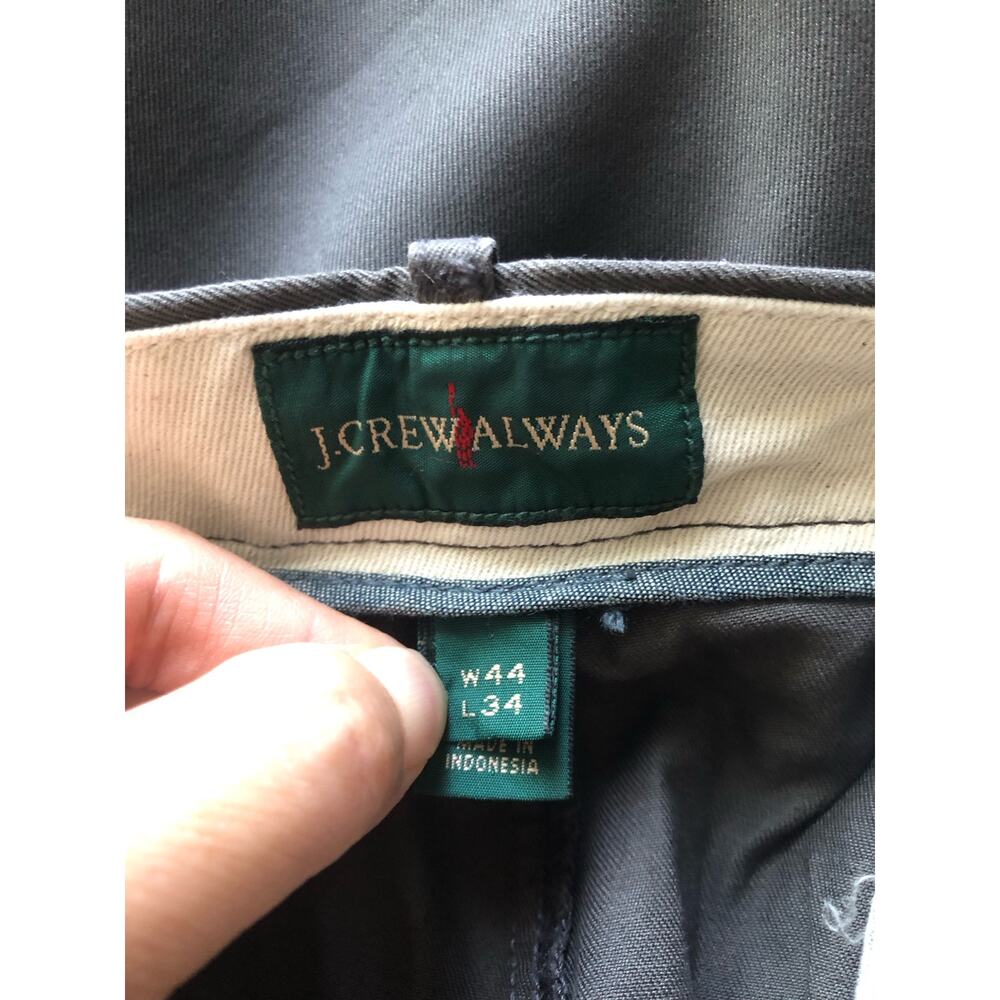 J.CREW ALWAYS
W44
L34
MADE IN
INDONESIA